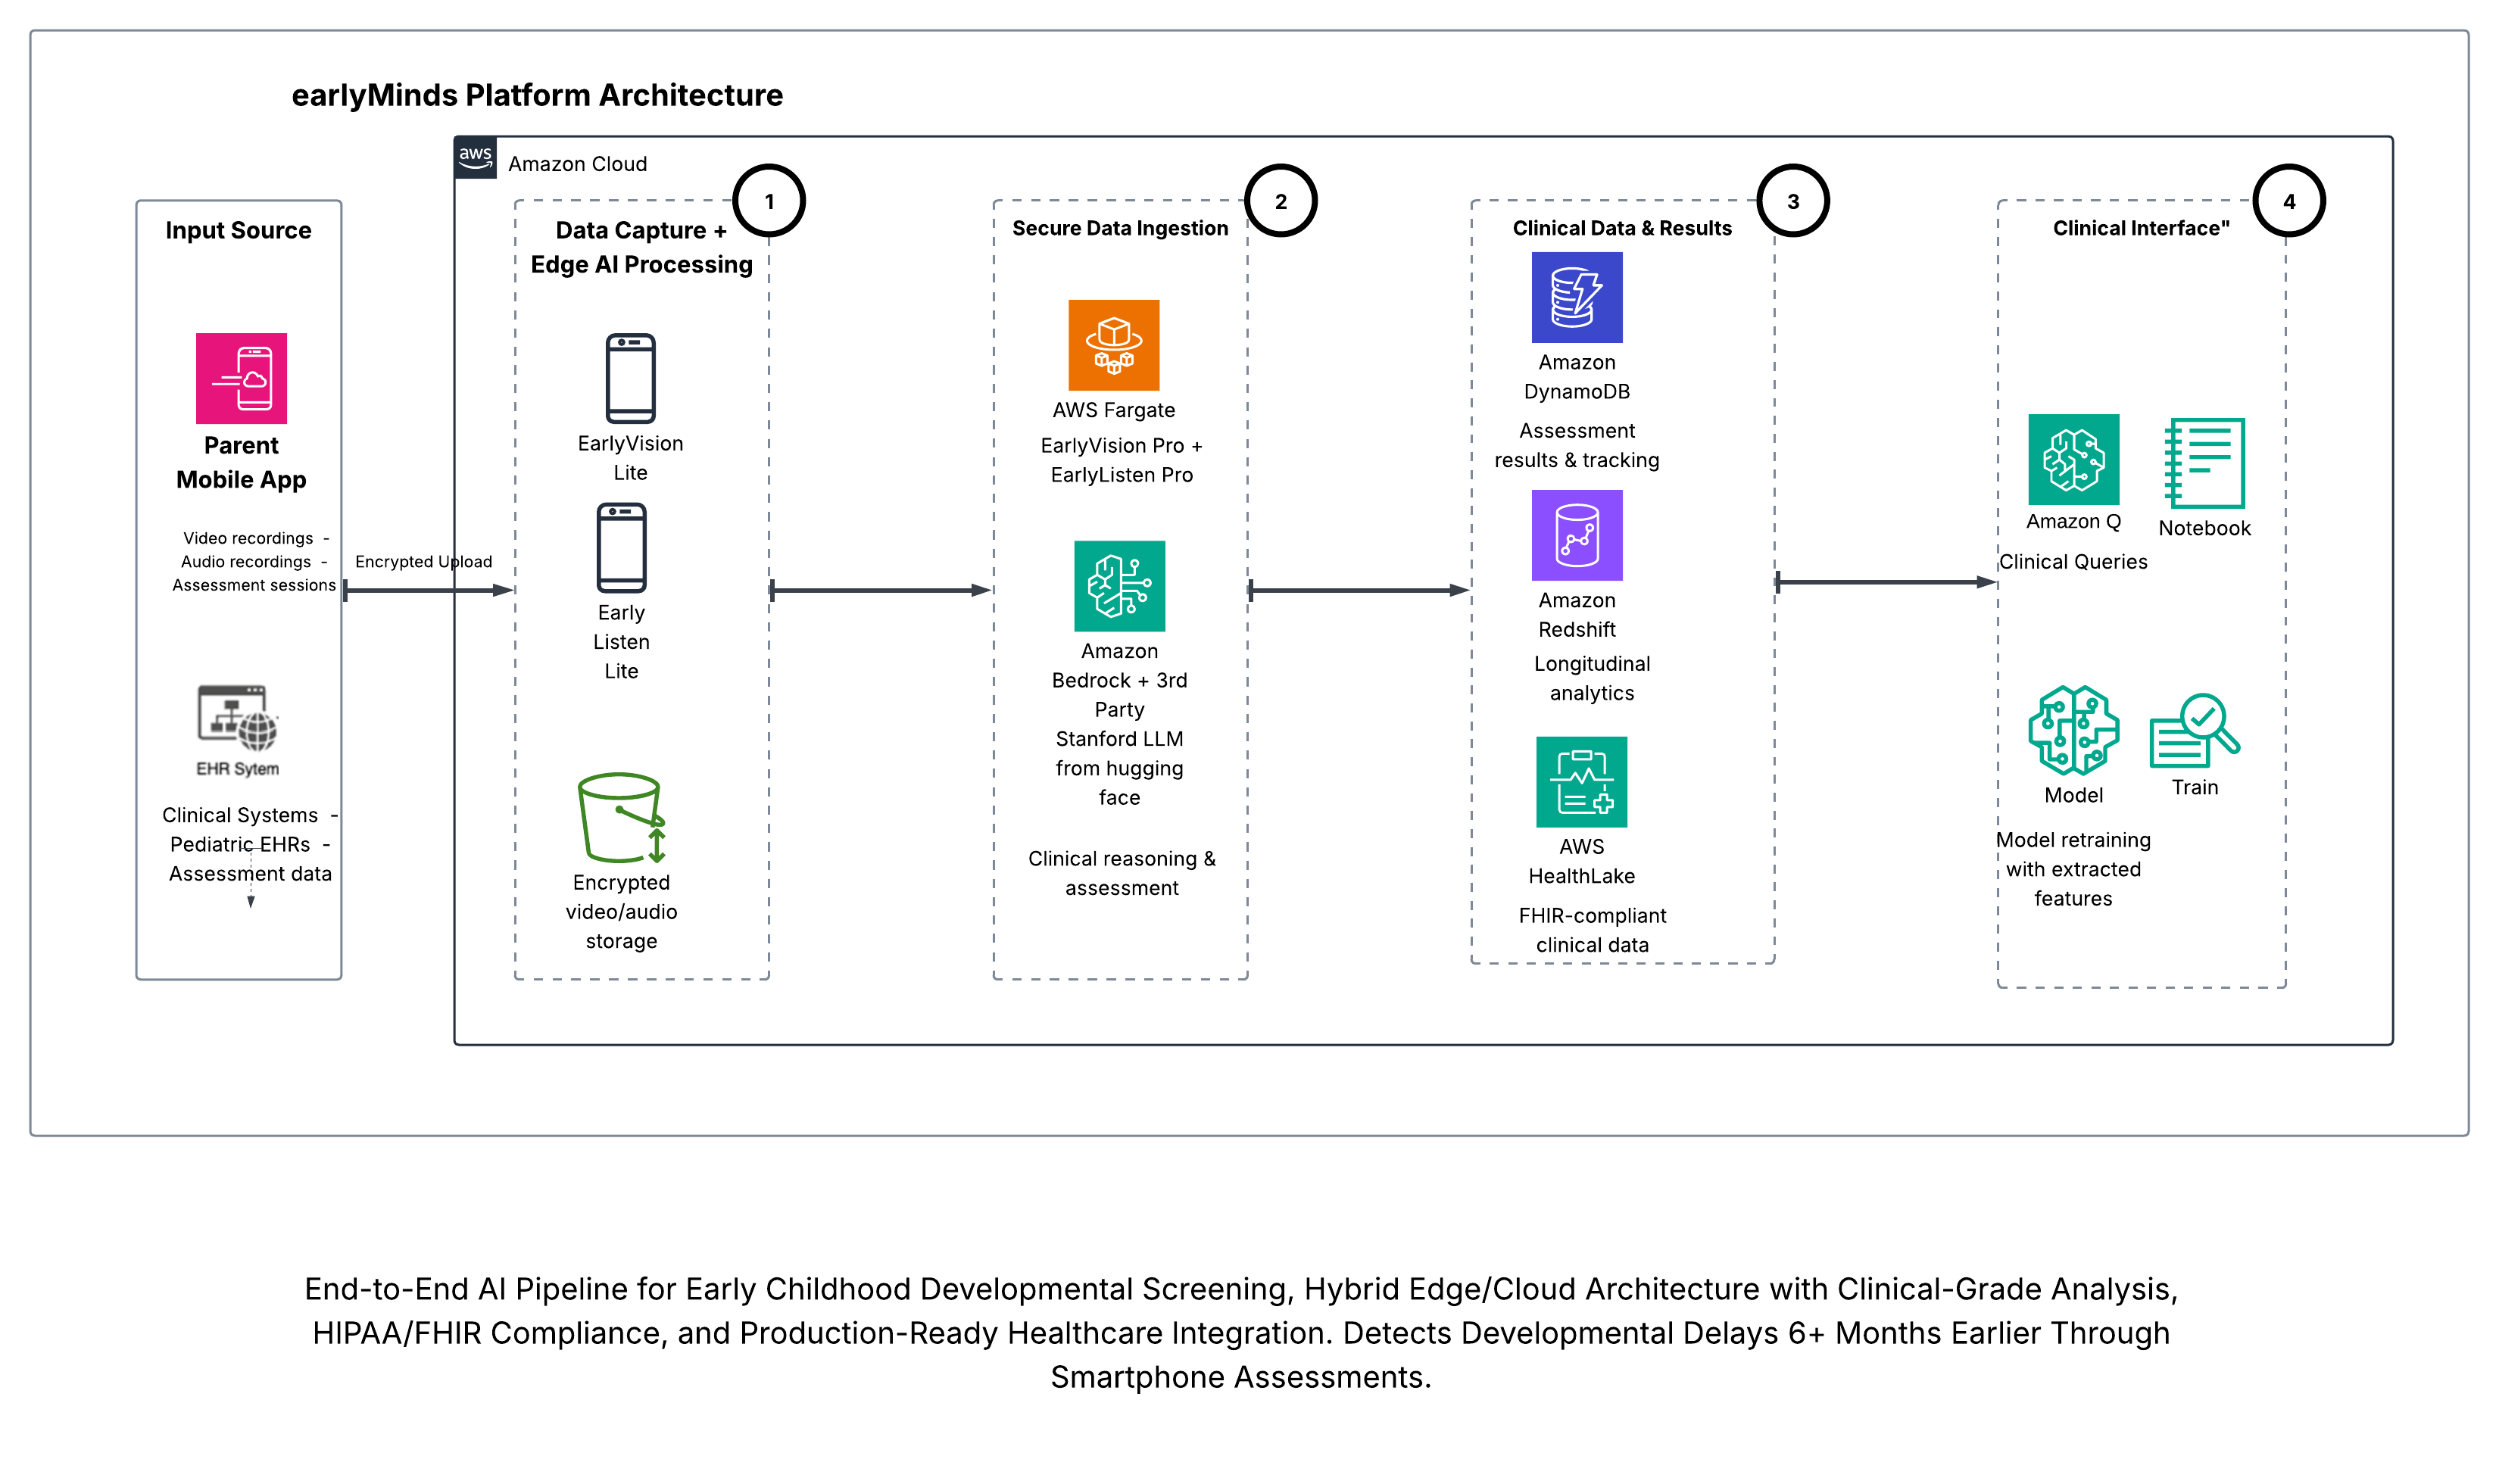 earlyMinds Platform Architecture
aws
Amazon Cloud
Input Source
Parent
Mobile App
Video recordings -
Audio recordings -
Assessment sessions
EHR Sytem
Clinical Systems -
Pediatric EHRs -
Assessment data
Encrypted Upload
1
Data Capture +
Edge AI Processing
EarlyVision
Lite
Early
Listen
Lite
Encrypted
video/audio
storage
2
Secure Data Ingestion
AWS Fargate
EarlyVision Pro +
EarlyListen Pro
Amazon
Bedrock + 3rd
Party
Stanford LLM
from hugging
face
Clinical reasoning &
assessment
3
Clinical Data & Results
Amazon
DynamoDB
Assessment
results & tracking
Amazon
Redshift
Longitudinal
analytics
AWS
HealthLake
FHIR-compliant
clinical data
4
Clinical Interface"
Amazon Q
Notebook
Clinical Queries
Model
Train
Model retraining
with extracted
features
End-to-End AI Pipeline for Early Childhood Developmental Screening, Hybrid Edge/Cloud Architecture with Clinical-Grade Analysis,
HIPAA/FHIR Compliance, and Production-Ready Healthcare Integration. Detects Developmental Delays 6+ Months Earlier Through
Smartphone Assessments.